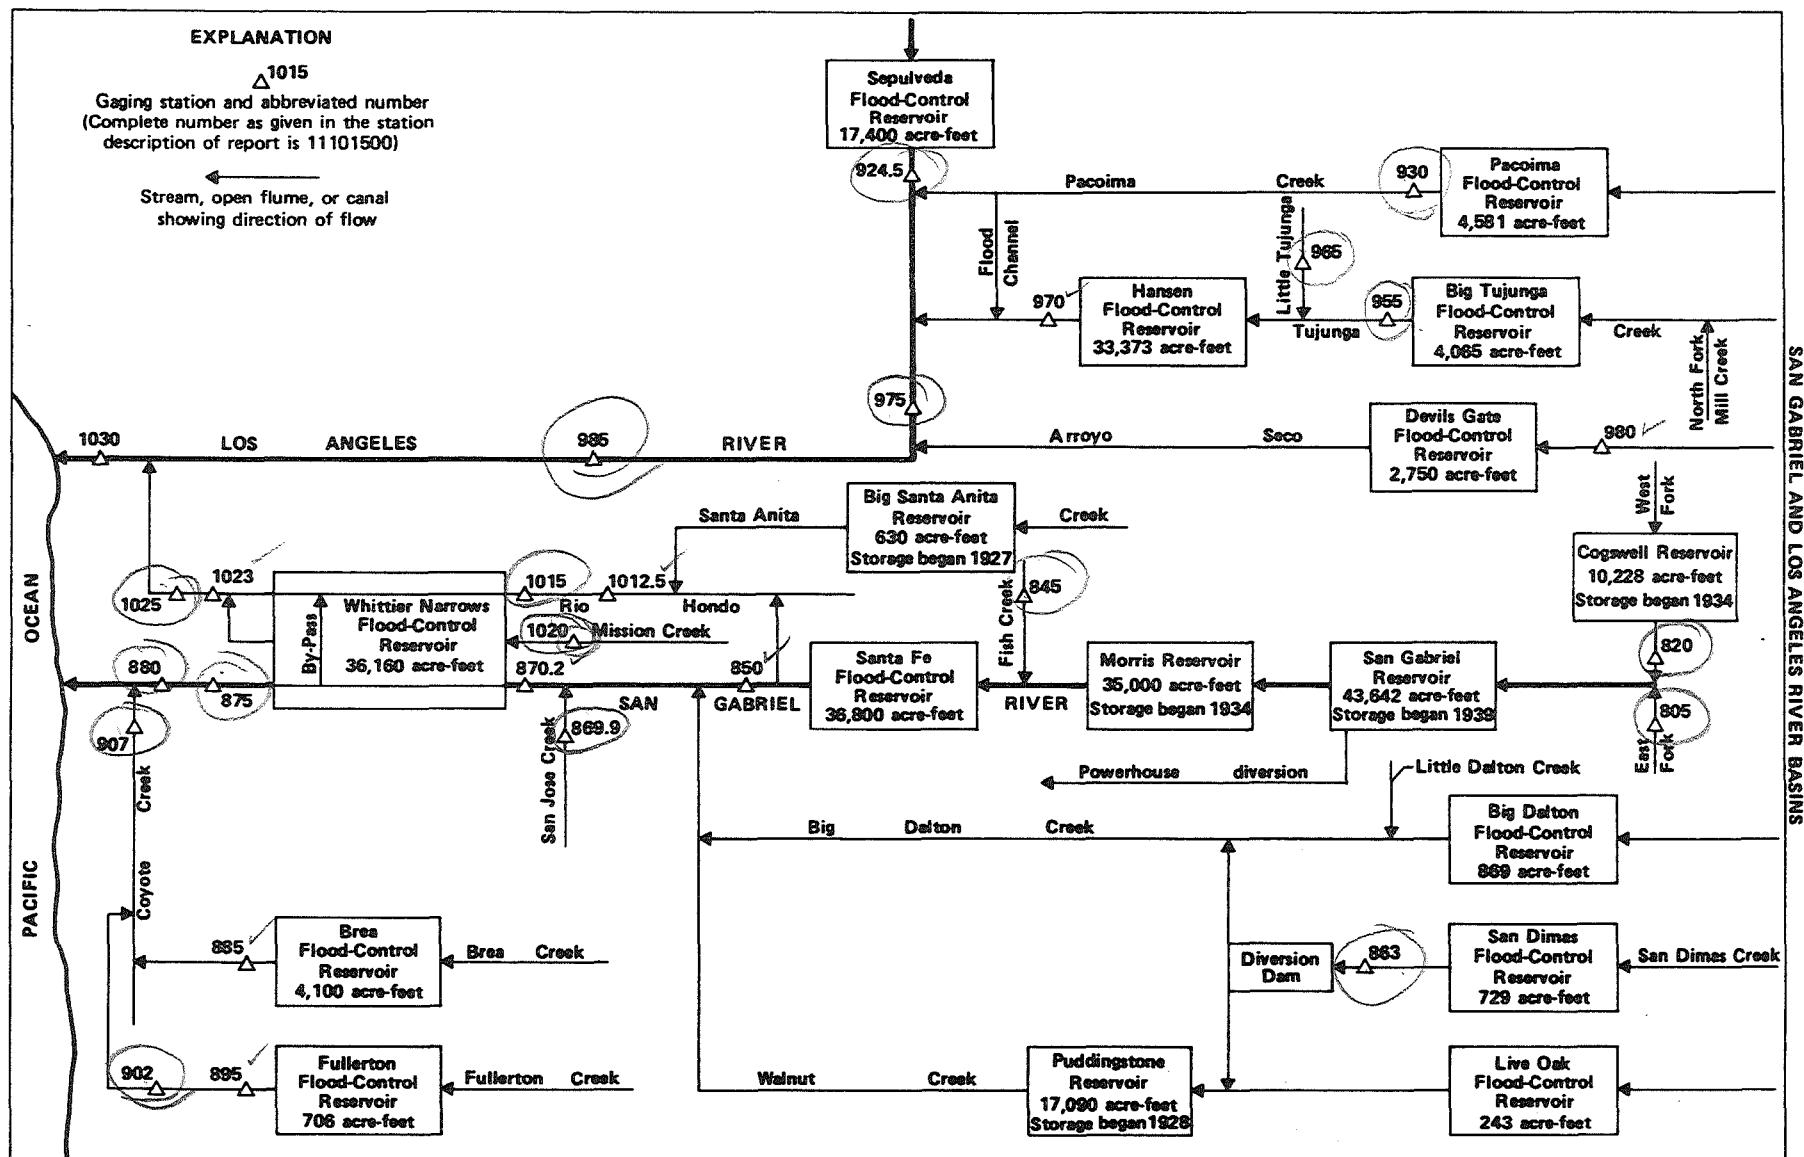 EXPLANATION
1015
Gaging station and abbreviated number
(Complete number as given in the station
description of report is 11101500)
Stream, open flume, or canal
showing direction of flow
Sepulveda
Flood-Control
Reservoir
17,400 acre-feet
924.5
Pacoima Creek
930
Pacoima
Flood-Control
Reservoir
4,581 acre-feet
Flood
Channel
Little Tujunga
965
970
Hansen
Flood-Control
Reservoir
33,373 acre-feet
Tujunga
955
Big Tujunga
Flood-Control
Reservoir
4,065 acre-feet
Creek
North Fork
Mill Creek
975
1030
LOS ANGELES RIVER
985
Arroyo Seco
Devils Gate
Flood-Control
Reservoir
2,750 acre-feet
980
Santa Anita
Big Santa Anita
Reservoir
630 acre-feet
Storage began 1927
Creek
West
Fork
Cogswell Reservoir
10,228 acre-feet
Storage began 1934
1025
1023
1015
1012.5
Rio Hondo
845
Fish Creek
Whittier Narrows
Flood-Control
Reservoir
36,160 acre-feet
By-Pass
1020
Mission Creek
820
880
875
870.2
850
SAN GABRIEL
Santa Fe
Flood-Control
Reservoir
36,800 acre-feet
RIVER
Morris Reservoir
35,000 acre-feet
Storage began 1934
San Gabriel
Reservoir
43,642 acre-feet
Storage began 1939
805
East
Fork
907
San Jose Creek
869.9
Powerhouse diversion
Little Dalton Creek
Coyote Creek
Big Dalton Creek
Big Dalton
Flood-Control
Reservoir
869 acre-feet
885
Brea
Flood-Control
Reservoir
4,100 acre-feet
Brea Creek
Diversion
Dam
863
San Dimas
Flood-Control
Reservoir
729 acre-feet
San Dimas Creek
902
895
Fullerton
Flood-Control
Reservoir
706 acre-feet
Fullerton Creek
Walnut Creek
Puddingstone
Reservoir
17,090 acre-feet
Storage began 1928
Live Oak
Flood-Control
Reservoir
243 acre-feet
PACIFIC OCEAN
SAN GABRIEL AND LOS ANGELES RIVER BASINS